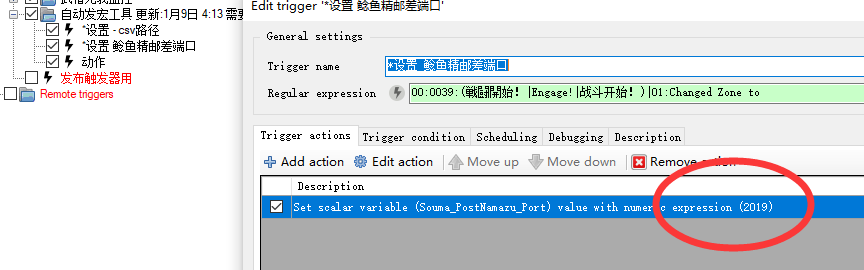 自动发宏工具 更新:1月9日 4:13 需要
*设置 - csv路径
*设置 鲶鱼精邮差端口
动作
发布触发器用
Remote triggers
Edit trigger '*设置 鲶鱼精邮差端口'
General settings
Trigger name
*设置 鲶鱼精邮差端口
Regular expression
00:0039:(戦闘開始！|Engage!|战斗开始！)|01:Changed Zone to
Trigger actions Trigger condition Scheduling Debugging Description
Add action Edit action Move up Move down Remove action
Description
Set scalar variable (Souma_PostNamazu_Port) value with numeric expression (2019)